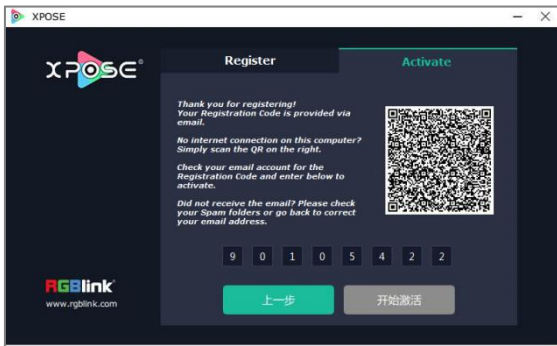 XPOSE
XPOSE®
Register
Activate
Thank you for registering!
Your Registration Code is provided via
email.
No internet connection on this computer?
Simply scan the QR on the right.
Check your email account for the
Registration Code and enter below to
activate.
Did not receive the email? Please check
your Spam folders or go back to correct
your email address.
9 0 1 0 5 4 2 2
上一步
开始激活
RGBlink®
www.rgblink.com